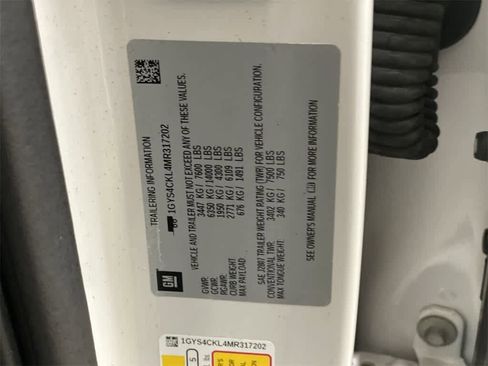 TRAILERING INFORMATION
1GYS4CKL4MR317202
VEHICLE AND TRAILER MUST NOT EXCEED ANY OF THESE VALUES.
GVWR: 3447 KG/ 7600 LBS
GCWR: 6350 KG/14000 LBS
RGAWR: 1950 KG/ 4300 LBS
CURB WEIGHT: 2771 KG/ 6109 LBS
MAX PAYLOAD: 676 KG/ 1491 LBS
SAE J2807 TRAILER WEIGHT RATING (TWR) FOR VEHICLE CONFIGURATION.
CONVENTIONAL TWR: 3402 KG/ 7500 LBS
MAX TONGUE WEIGHT: 340 KG/ 750 LBS
SEE OWNER'S MANUAL FOR MORE INFORMATION
GM
1GYS4CKL4MR317202
5